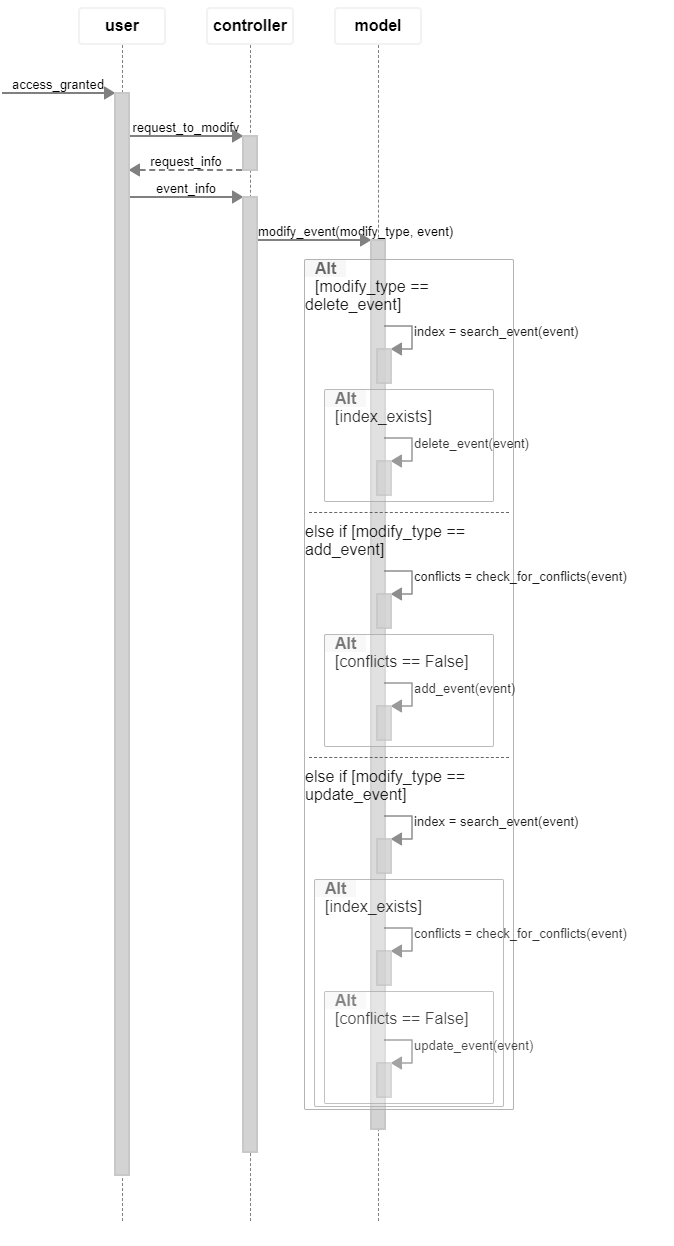 user
controller
model
access_granted
request_to_modify
request_info
event_info
modify_event(modify_type, event)
Alt
[modify_type ==
delete_event]
index = search_event(event)
Alt
[index_exists]
delete_event(event)
else if [modify_type ==
add_event]
conflicts = check_for_conflicts(event)
Alt
[conflicts == False]
add_event(event)
else if [modify_type ==
update_event]
index = search_event(event)
Alt
[index_exists]
conflicts = check_for_conflicts(event)
Alt
[conflicts == False]
update_event(event)